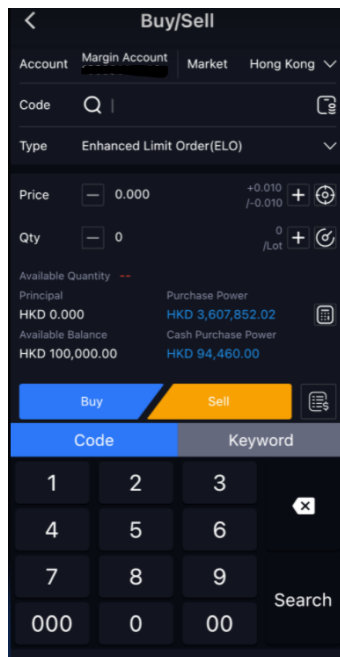 Buy/Sell
Account Margin Account Market Hong Kong
Code
Type Enhanced Limit Order(ELO)
Price 0.000 +0.010 /-0.010
Qty 0 0 /Lot
Available Quantity --
Principal Purchase Power
HKD 0.000 HKD 3,607,852.02
Available Balance Cash Purchase Power
HKD 100,000.00 HKD 94,460.00
Buy Sell
Code Keyword
1 2 3
4 5 6
7 8 9
Search
000 0 00